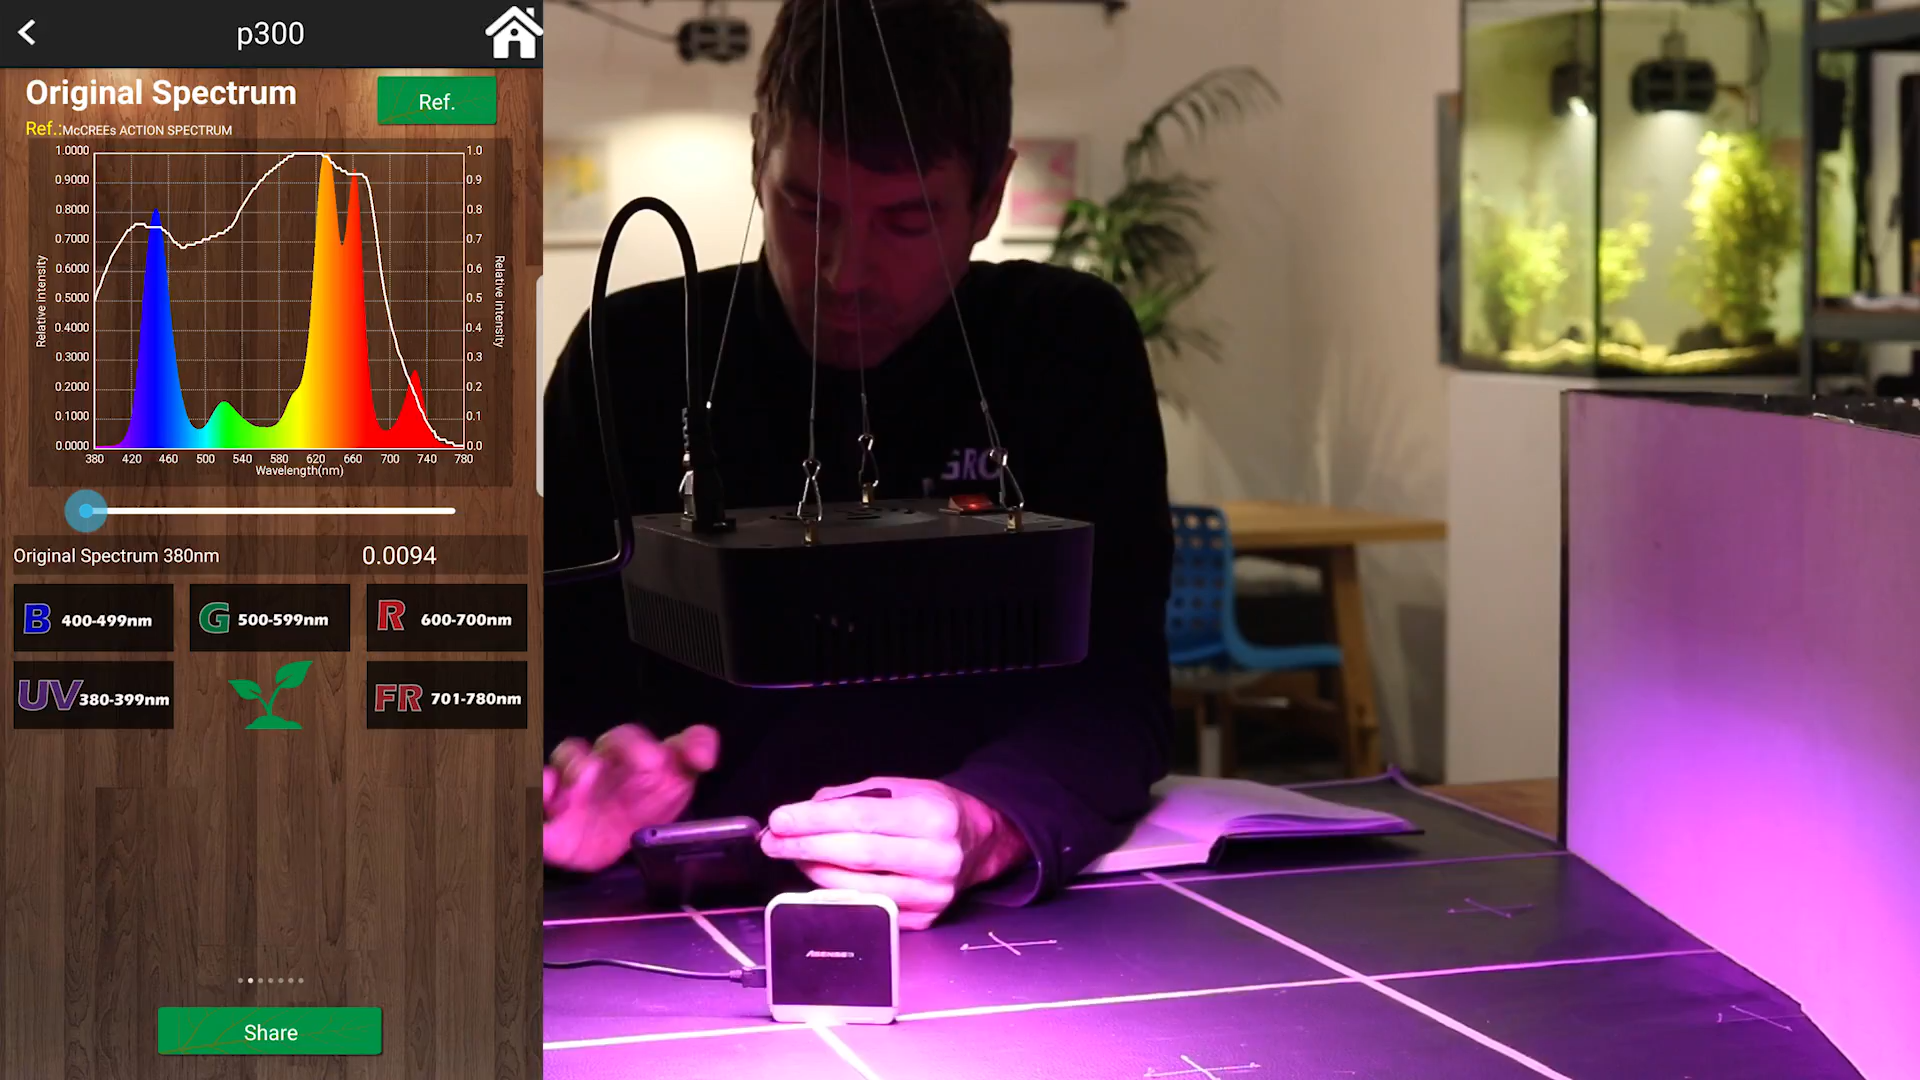 p300
Original Spectrum
Ref.
Ref.:McCREEs ACTION SPECTRUM
1.0000
0.9000
0.8000
0.7000
0.6000
0.5000
0.4000
0.3000
0.2000
0.1000
0.0000
1.0
0.9
0.8
0.7
0.6
0.5
0.4
0.3
0.2
0.1
0.0
Relative intensity
Relative intensity
380 420 460 500 540 580 620 660 700 740 780
Wavelength(nm)
Original Spectrum 380nm 0.0094
B 400-499nm
G 500-599nm
R 600-700nm
UV 380-399nm
FR 701-780nm
Share
GRO